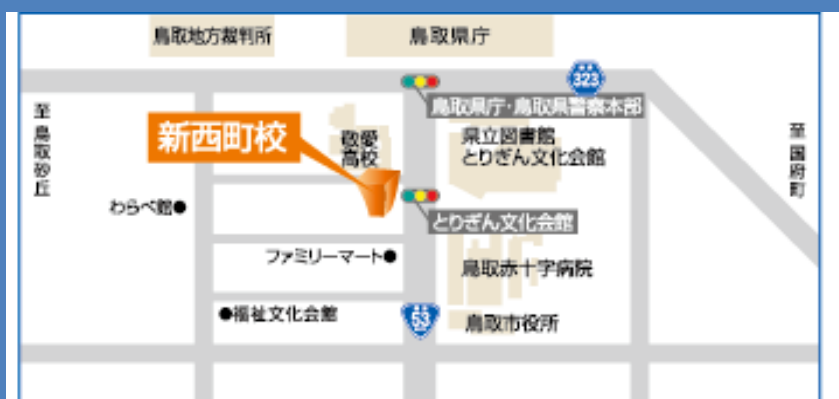 鳥取地方裁判所
鳥取県庁
323
鳥取県庁・鳥取県警察本部
至鳥取砂丘
新西町校
敬愛
高校
県立図書館
とりぎん文化会館
至国府町
わらべ館●
とりぎん文化会館
ファミリーマート●
鳥取赤十字病院
●福祉文化会館
53
鳥取市役所